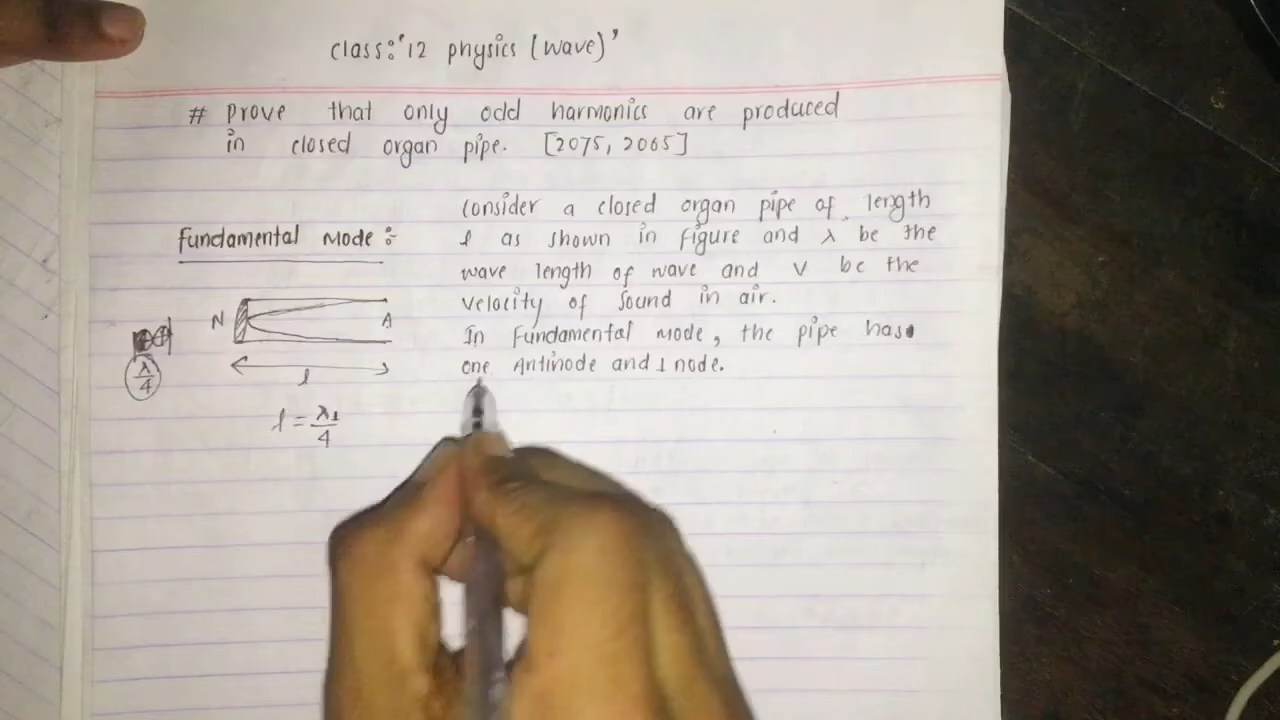 class:'12 physics (wave)'
# prove that only odd harmonics are produced
in closed organ pipe. [2075, 2065]
Consider a closed organ pipe of length
l as shown in figure and λ be the
wave length of wave and V be the
velocity of sound in air.
In Fundamental mode, the pipe has
one Antinode and 1 node.
Fundamental Mode:-
N A
λ/4
l
l = λ1/4